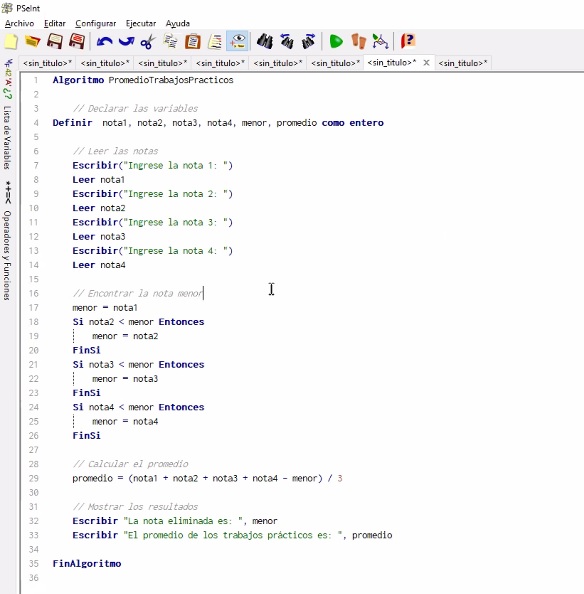 PSeInt
Archivo Editar Configurar Ejecutar Ayuda
<sin_titulo>* <sin_titulo>* <sin_titulo>* <sin_titulo>* <sin_titulo>* <sin_titulo>* <sin_titulo>* X <sin_titulo>*
Lista de Variables
*+=< Operadores y Funciones
1 Algoritmo PromedioTrabajosPracticos
2
3 // Declarar las variables
4 Definir nota1, nota2, nota3, nota4, menor, promedio como entero
5
6 // Leer las notas
7 Escribir("Ingrese la nota 1: ")
8 Leer nota1
9 Escribir("Ingrese la nota 2: ")
10 Leer nota2
11 Escribir("Ingrese la nota 3: ")
12 Leer nota3
13 Escribir("Ingrese la nota 4: ")
14 Leer nota4
15
16 // Encontrar la nota menor
17 menor = nota1
18 Si nota2 < menor Entonces
19 menor = nota2
20 FinSi
21 Si nota3 < menor Entonces
22 menor = nota3
23 FinSi
24 Si nota4 < menor Entonces
25 menor = nota4
26 FinSi
27
28 // Calcular el promedio
29 promedio = (nota1 + nota2 + nota3 + nota4 - menor) / 3
30
31 // Mostrar los resultados
32 Escribir "La nota eliminada es: ", menor
33 Escribir "El promedio de los trabajos prácticos es: ", promedio
34
35 FinAlgoritmo
36